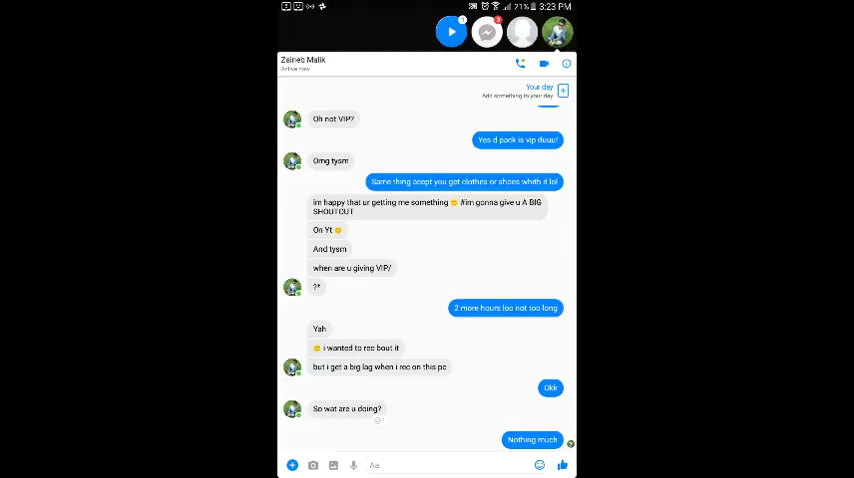 21% 3:23 PM
1
3
Zaineb Malik
Active now
Your day
Add something to your day
Oh not VIP?
Yes d pack is vip duuu!
Omg tysm
Same thing acept you get clothes or shoes whith it lol
im happy that ur getting me something 🙂 #im gonna give u A BIG
SHOUTOUT
On Yt 🙂
And tysm
when are u giving VIP/
?*
2 more hours loo not too long
Yah
🙂 i wanted to rec bout it
but i get a big lag when i rec on this pc
Okk
So wat are u doing?
Nothing much
Aa